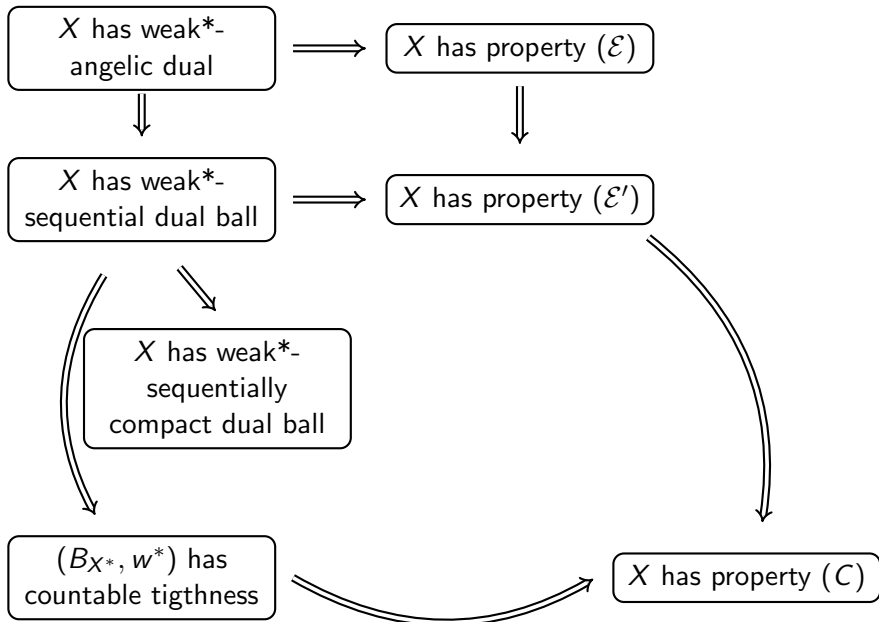 X has weak*-
angelic dual
X has property (ℰ)
X has weak*-
sequential dual ball
X has property (ℰ′)
X has weak*-
sequentially
compact dual ball
(B_{X*}, w*) has
countable tigthness
X has property (C)